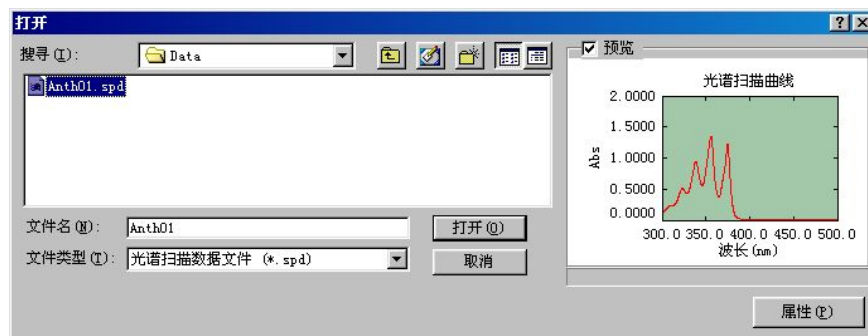 打开
搜寻(I):
Data
预览
Anth01.spd
光谱扫描曲线
2.0000
1.5000
1.0000
0.5000
0.0000
Abs
300.0 350.0 400.0 450.0 500.0
波长(nm)
文件名(N):
Anth01
打开(O)
文件类型(T):
光谱扫描数据文件 (*.spd)
取消
属性(P)